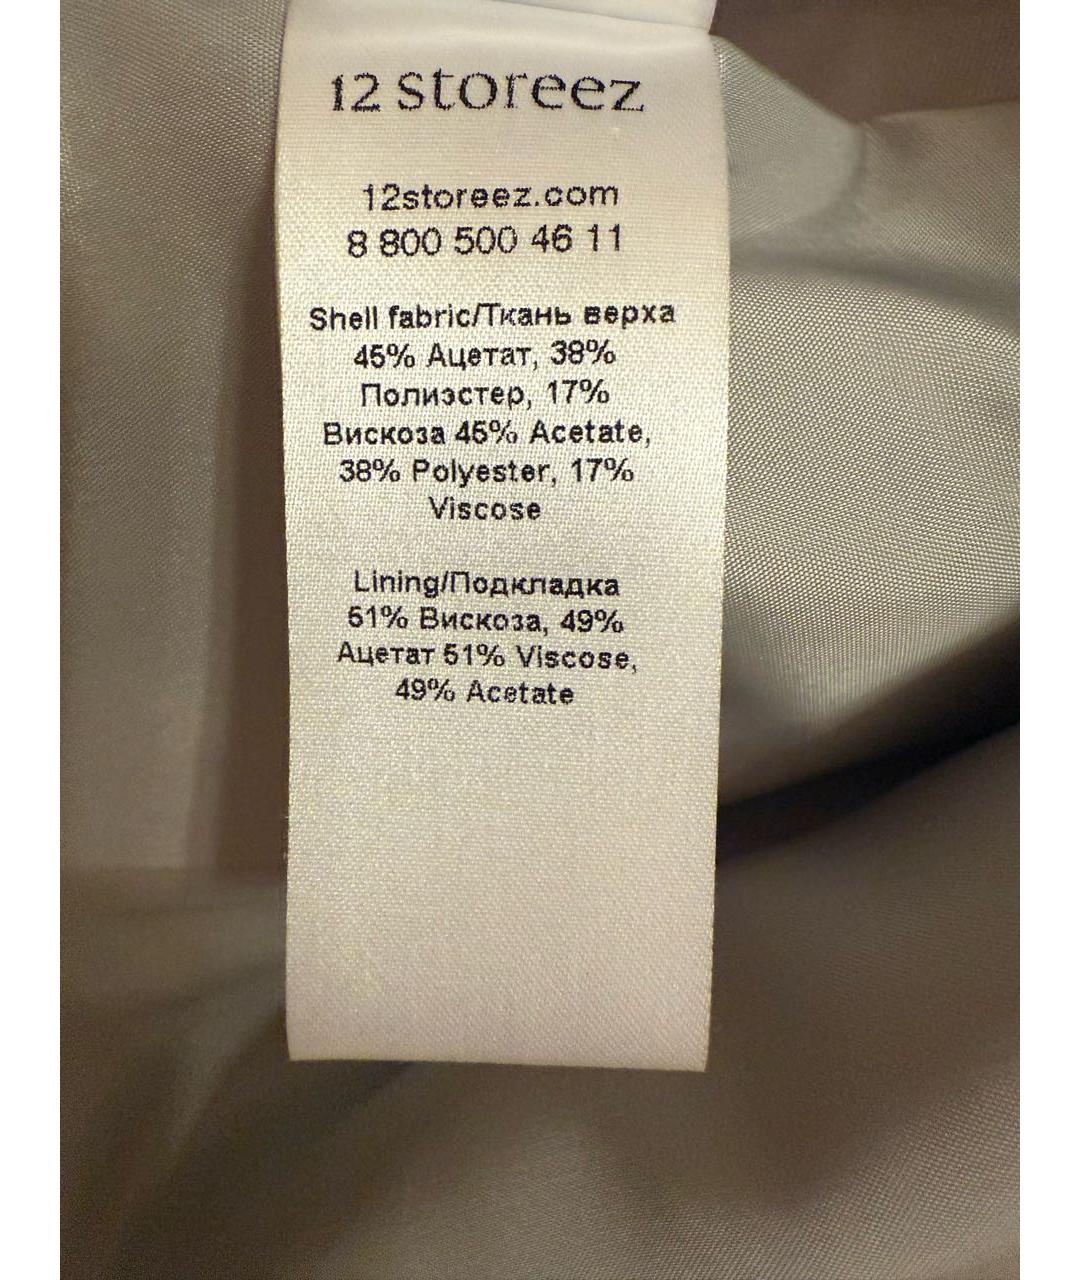 12 storeez
12storeez.com
8 800 500 46 11
Shell fabric/Ткань верха
45% Ацетат, 38%
Полиэстер, 17%
Вискоза 45% Acetate,
38% Polyester, 17%
Viscose
Lining/Подкладка
51% Вискоза, 49%
Ацетат 51% Viscose,
49% Acetate